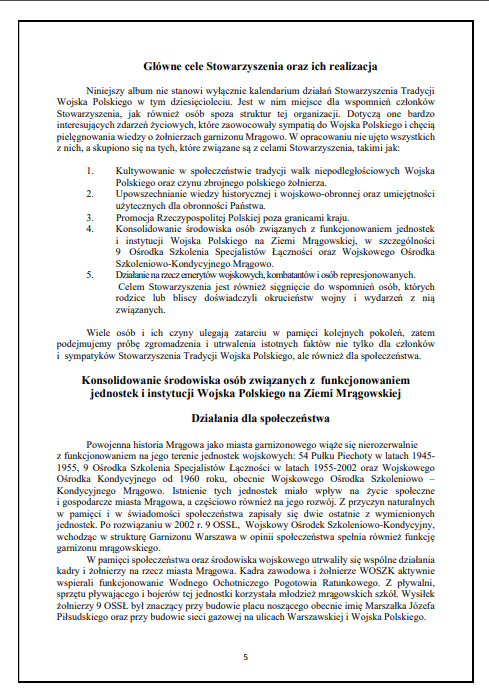 Główne cele Stowarzyszenia oraz ich realizacja
Niniejszy album nie stanowi wyłącznie kalendarium działań Stowarzyszenia Tradycji
Wojska Polskiego w tym dziesięcioleciu. Jest w nim miejsce dla wspomnień członków
Stowarzyszenia, jak również osób spoza struktur tej organizacji. Dotyczą one bardzo
interesujących zdarzeń życiowych, które zaowocowały sympatią do Wojska Polskiego i chęcią
pielęgnowania wiedzy o żołnierzach garnizonu Mrągowo. W opracowaniu nie ujęto wszystkich
z nich, a skupiono się na tych, które związane są z celami Stowarzyszenia, takimi jak:
1. Kultywowanie w społeczeństwie tradycji walk niepodległościowych Wojska
Polskiego oraz czynu zbrojnego polskiego żołnierza.
2. Upowszechnianie wiedzy historycznej i wojskowo-obronnej oraz umiejętności
użytecznych dla obronności Państwa.
3. Promocja Rzeczypospolitej Polskiej poza granicami kraju.
4. Konsolidowanie środowiska osób związanych z funkcjonowaniem jednostek
i instytucji Wojska Polskiego na Ziemi Mrągowskiej, w szczególności
9 Ośrodka Szkolenia Specjalistów Łączności oraz Wojskowego Ośrodka
Szkoleniowo-Kondycyjnego Mrągowo.
5. Działanie na rzecz emerytów wojskowych, kombatantów i osób represjonowanych.
Celem Stowarzyszenia jest również sięgnięcie do wspomnień osób, których
rodzice lub bliscy doświadczyli okrucieństw wojny i wydarzeń z nią
związanych.
Wiele osób i ich czyny ulegają zatarciu w pamięci kolejnych pokoleń, zatem
podejmujemy próbę zgromadzenia i utrwalenia istotnych faktów nie tylko dla członków
i sympatyków Stowarzyszenia Tradycji Wojska Polskiego, ale również dla społeczeństwa.
Konsolidowanie środowiska osób związanych z funkcjonowaniem
jednostek i instytucji Wojska Polskiego na Ziemi Mrągowskiej
Działania dla społeczeństwa
Powojenna historia Mrągowa jako miasta garnizonowego wiąże się nierozerwalnie
z funkcjonowaniem na jego terenie jednostek wojskowych: 54 Pułku Piechoty w latach 1945-
1955, 9 Ośrodka Szkolenia Specjalistów Łączności w latach 1955-2002 oraz Wojskowego
Ośrodka Kondycyjnego od 1960 roku, obecnie Wojskowego Ośrodka Szkoleniowo –
Kondycyjnego Mrągowo. Istnienie tych jednostek miało wpływ na życie społeczne
i gospodarcze miasta Mrągowa, a częściowo również na jego rozwój. Z przyczyn naturalnych
w pamięci i w świadomości społeczeństwa zapisały się dwie ostatnie z wymienionych
jednostek. Po rozwiązaniu w 2002 r. 9 OSSŁ, Wojskowy Ośrodek Szkoleniowo-Kondycyjny,
wchodząc w strukturę Garnizonu Warszawa w opinii społeczeństwa spełnia również funkcję
garnizonu mrągowskiego.
W pamięci społeczeństwa oraz środowiska wojskowego utrwaliły się wspólne działania
kadry i żołnierzy na rzecz miasta Mrągowa. Kadra zawodowa i żołnierze WOSZK aktywnie
wspierali funkcjonowanie Wodnego Ochotniczego Pogotowia Ratunkowego. Z pływalni,
sprzętu pływającego i bojerów tej jednostki korzystała młodzież mrągowskich szkół. Wysiłek
żołnierzy 9 OSSŁ był znaczący przy budowie placu noszącego obecnie imię Marszałka Józefa
Piłsudskiego oraz przy budowie sieci gazowej na ulicach Warszawskiej i Wojska Polskiego.
5